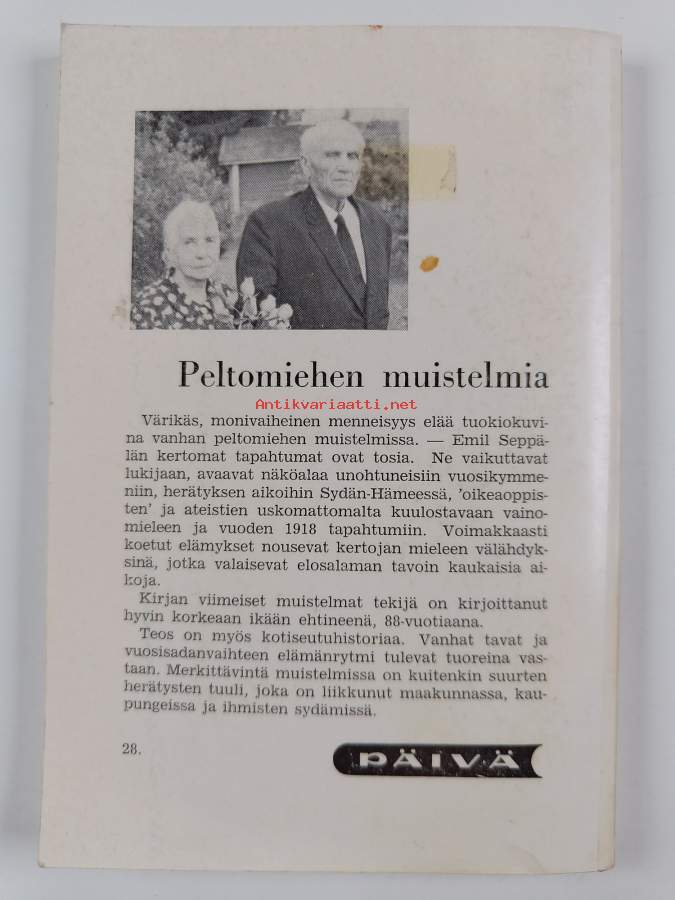 Peltomiehen muistelmia
Antikvariaatti.net
Värikäs, monivaiheinen menneisyys elää tuokiokuvi-
na vanhan peltomiehen muistelmissa. — Emil Seppä-
län kertomat tapahtumat ovat tosia. Ne vaikuttavat
lukijaan, avaavat näköalaa unohtuneisiin vuosikymme-
niin, herätyksen aikoihin Sydän-Hämeessä, 'oikeaoppis-
ten' ja ateistien uskomattomalta kuulostavaan vaino-
mieleen ja vuoden 1918 tapahtumiin. Voimakkaasti
koetut elämykset nousevat kertojan mieleen välähdyk-
sinä, jotka valaisevat elosalaman tavoin kaukaisia ai-
koja.
Kirjan viimeiset muistelmat tekijä on kirjoittanut
hyvin korkeaan ikään ehtineenä, 88-vuotiaana.
Teos on myös kotiseutuhistoriaa. Vanhat tavat ja
vuosisadanvaihteen elämänrytmi tulevat tuoreina vas-
taan. Merkittävintä muistelmissa on kuitenkin suurten
herätysten tuuli, joka on liikkunut maakunnassa, kau-
pungeissa ja ihmisten sydämissä.
28.
PÄIVÄ